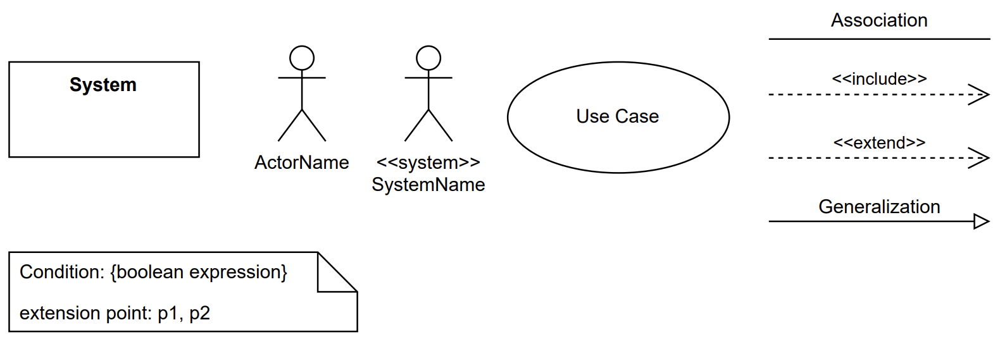 System
ActorName
<<system>>
SystemName
Use Case
Association
<<include>>
<<extend>>
Generalization
Condition: {boolean expression}
extension point: p1, p2